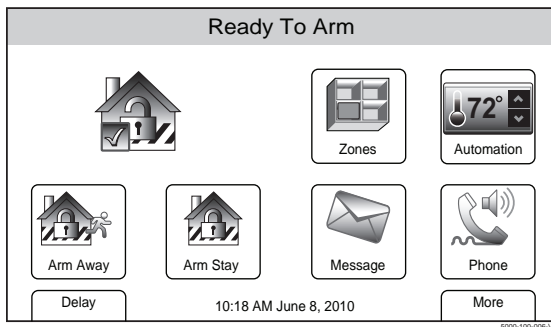 Ready To Arm
72°
Zones
Automation
Arm Away
Arm Stay
Message
Phone
Delay
10:18 AM June 8, 2010
More